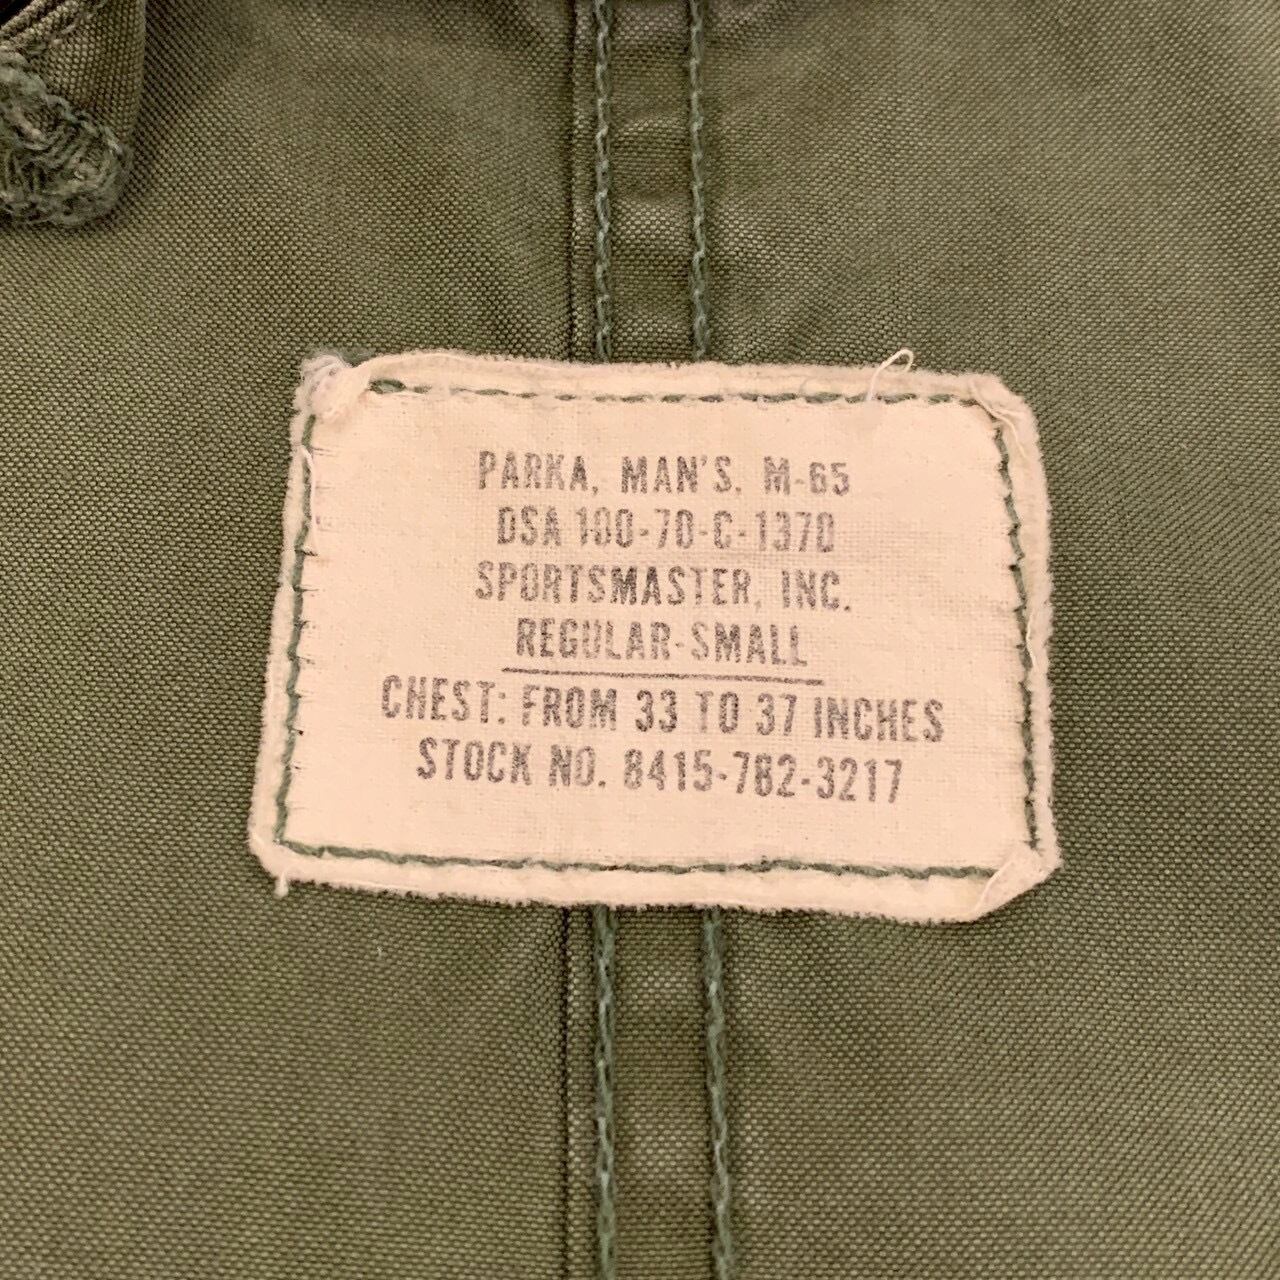 PARKA, MAN'S, M-65
DSA 100-70-C-1370
SPORTSMASTER, INC.
REGULAR-SMALL
CHEST: FROM 33 TO 37 INCHES
STOCK NO. 8415-782-3217